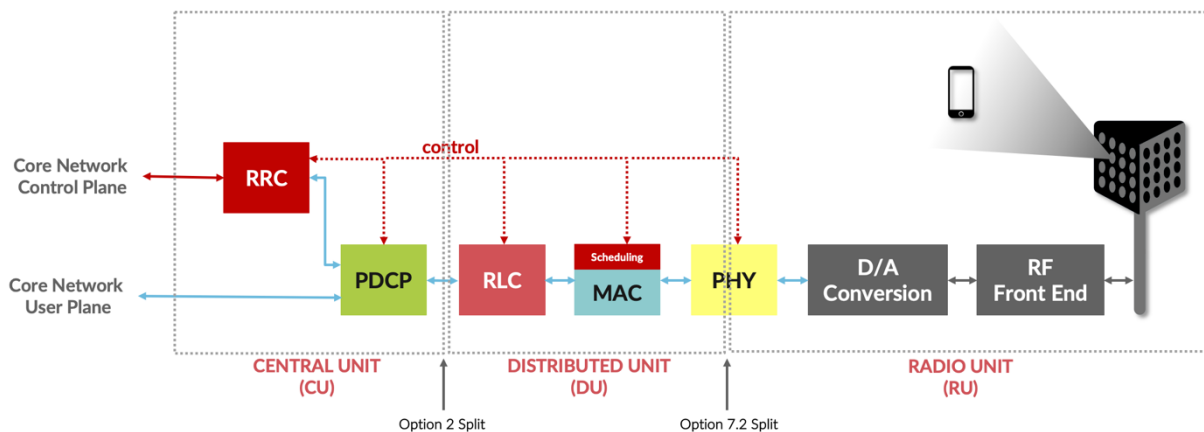 control
Core Network
Control Plane
RRC
Core Network
User Plane
PDCP
RLC
Scheduling
MAC
PHY
D/A
Conversion
RF
Front End
CENTRAL UNIT
(CU)
DISTRIBUTED UNIT
(DU)
RADIO UNIT
(RU)
Option 2 Split
Option 7.2 Split